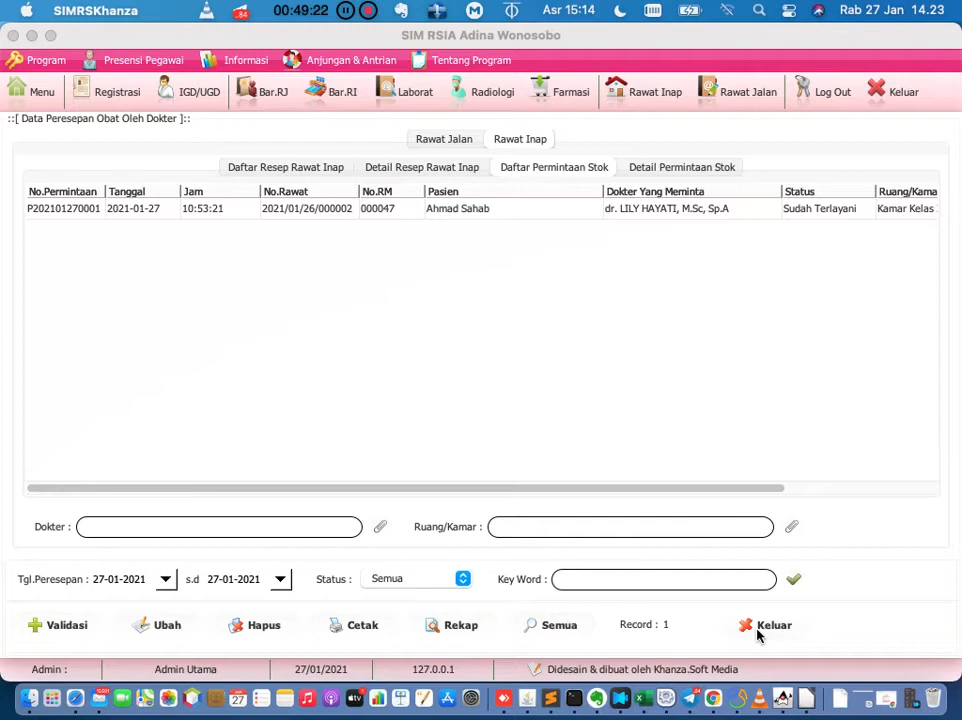 SIMRSKhanza 84 00:49:22 Asr 15:14 Rab 27 Jan 14.23
SIM RSIA Adina Wonosobo
Program Presensi Pegawai Informasi Anjungan & Antrian Tentang Program
Menu Registrasi IGD/UGD Bar.RJ Bar.RI Laborat Radiologi Farmasi Rawat Inap Rawat Jalan Log Out Keluar
::[ Data Peresepan Obat Oleh Dokter ]::
Rawat Jalan Rawat Inap
Daftar Resep Rawat Inap Detail Resep Rawat Inap Daftar Permintaan Stok Detail Permintaan Stok
No.Permintaan Tanggal Jam No.Rawat No.RM Pasien Dokter Yang Meminta Status Ruang/Kama
P202101270001 2021-01-27 10:53:21 2021/01/26/000002 000047 Ahmad Sahab dr. LILY HAYATI, M.Sc, Sp.A Sudah Terlayani Kamar Kelas
Dokter : Ruang/Kamar :
Tgl.Peresepan : 27-01-2021 s.d 27-01-2021 Status : Semua Key Word :
Validasi Ubah Hapus Cetak Rekap Semua Record : 1 Keluar
Admin : Admin Utama 27/01/2021 127.0.0.1 Didesain & dibuat oleh Khanza.Soft Media
27